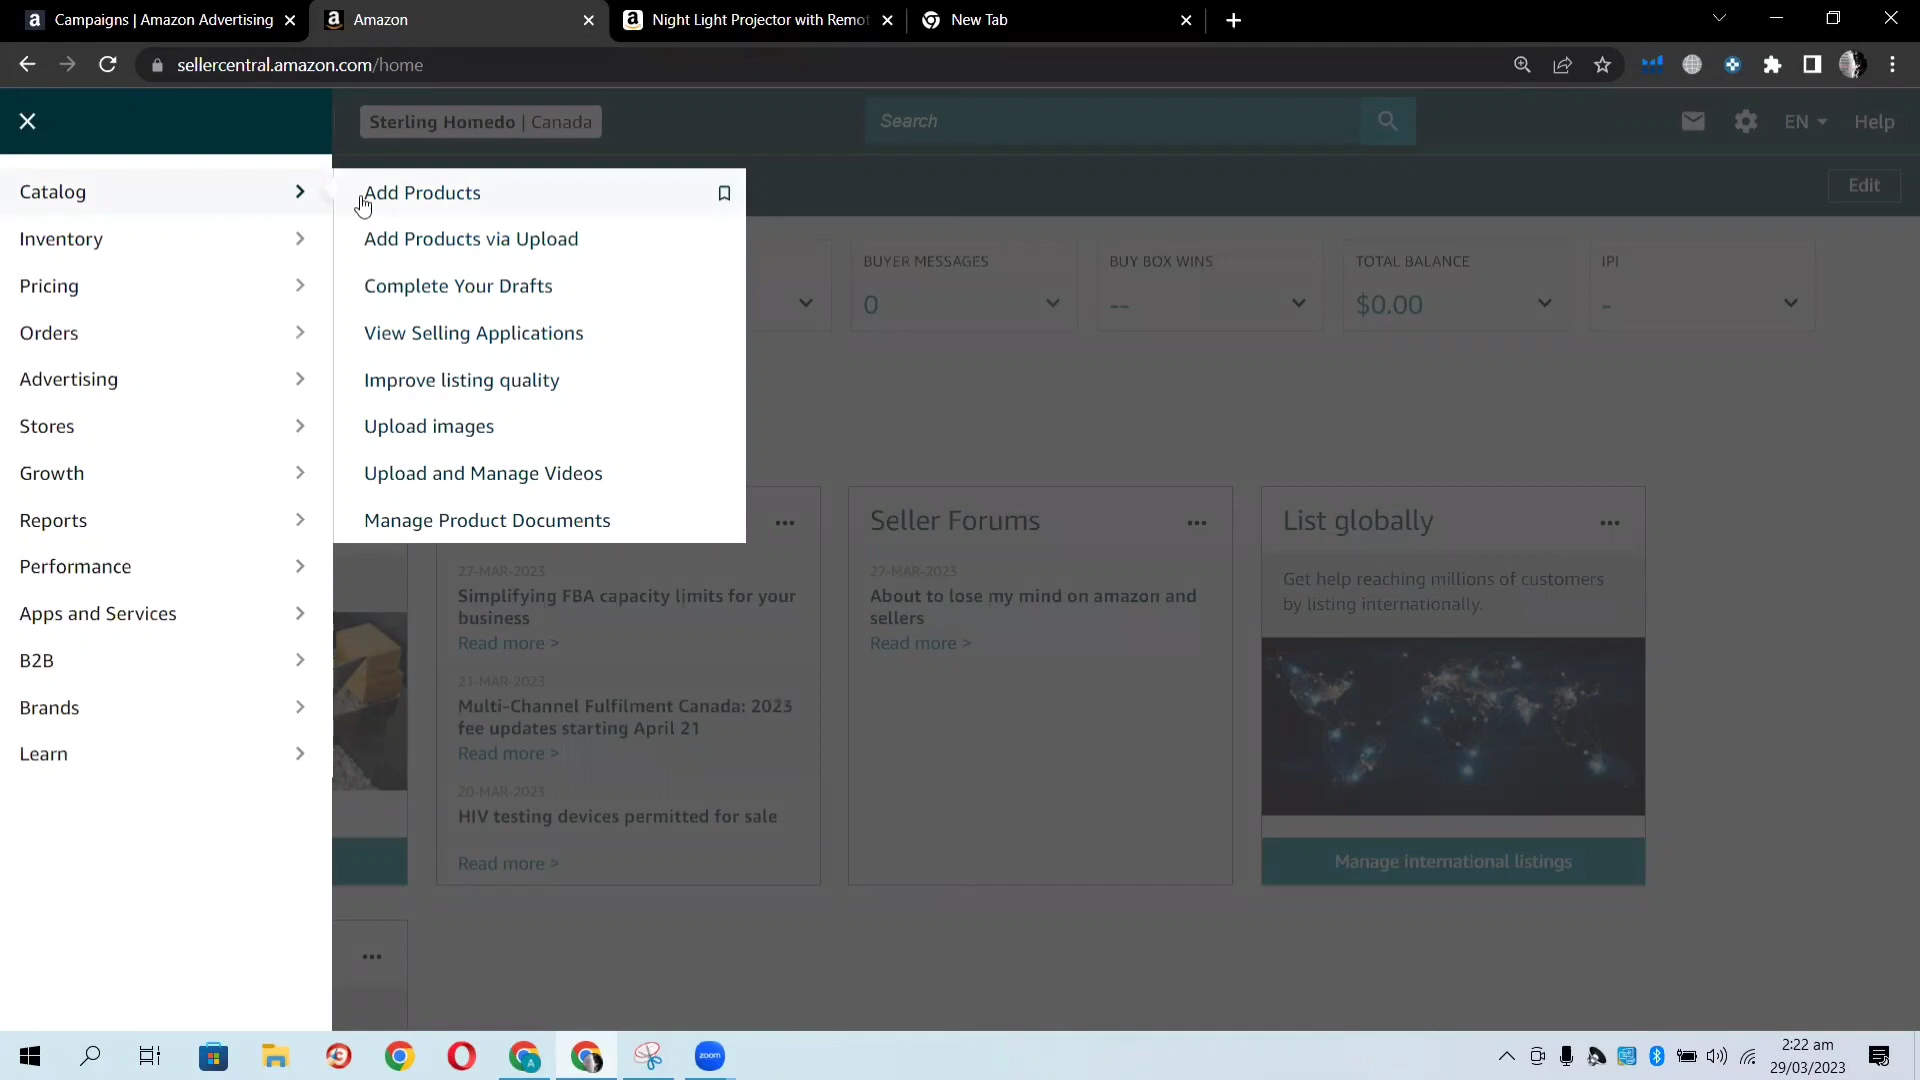 Campaigns | Amazon Advertising
Amazon
Night Light Projector with Remot
New Tab
sellercentral.amazon.com/home
Sterling Homedo | Canada
Search
EN
Help
Catalog
Inventory
Pricing
Orders
Advertising
Stores
Growth
Reports
Performance
Apps and Services
B2B
Brands
Learn
Add Products
Add Products via Upload
Complete Your Drafts
View Selling Applications
Improve listing quality
Upload images
Upload and Manage Videos
Manage Product Documents
Edit
BUYER MESSAGES
0
BUY BOX WINS
--
TOTAL BALANCE
$0.00
IPI
-
27-MAR-2023
Simplifying FBA capacity limits for your
business
Read more >
21-MAR-2023
Multi-Channel Fulfilment Canada: 2023
fee updates starting April 21
Read more >
20-MAR-2023
HIV testing devices permitted for sale
Read more >
Seller Forums
27-MAR-2023
About to lose my mind on amazon and
sellers
Read more >
List globally
Get help reaching millions of customers
by listing internationally.
Manage international listings
zoom
2:22 am
29/03/2023